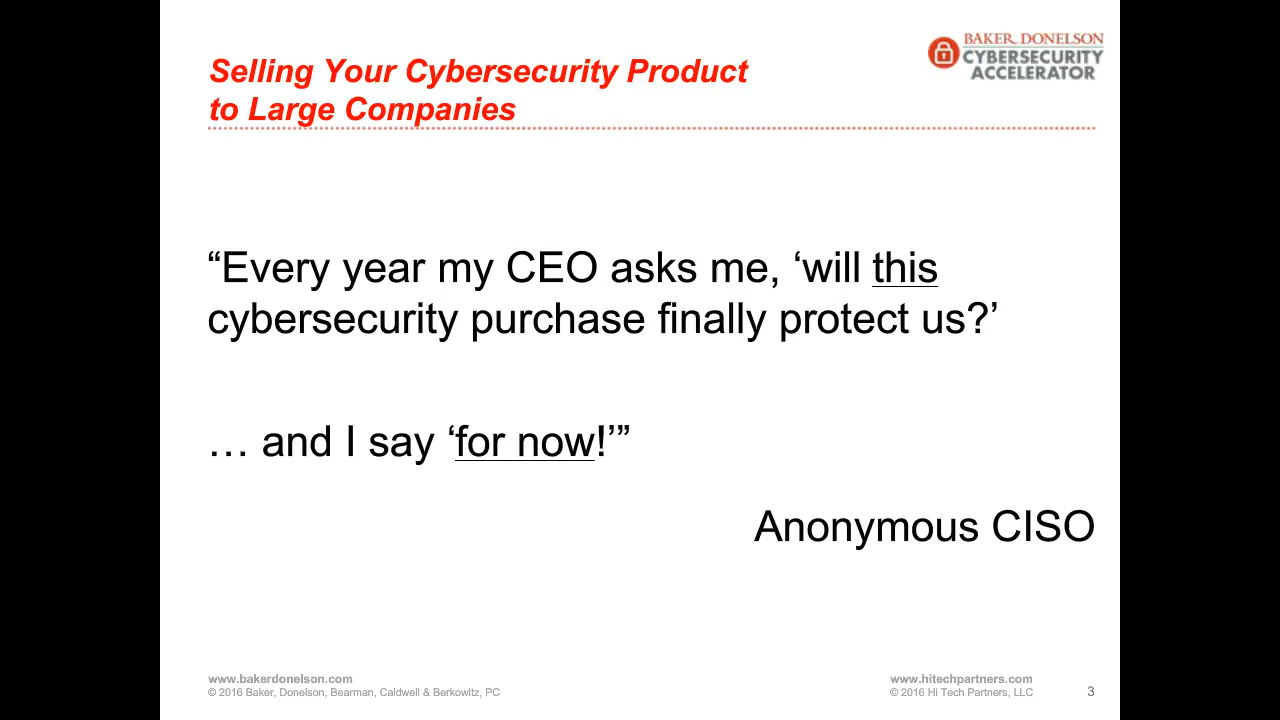 Selling Your Cybersecurity Product
to Large Companies
BAKER DONELSON
CYBERSECURITY
ACCELERATOR
“Every year my CEO asks me, ‘will this
cybersecurity purchase finally protect us?’
… and I say ‘for now!’”
Anonymous CISO
www.bakerdonelson.com
© 2016 Baker, Donelson, Bearman, Caldwell & Berkowitz, PC
www.hitechpartners.com
© 2016 Hi Tech Partners, LLC
3